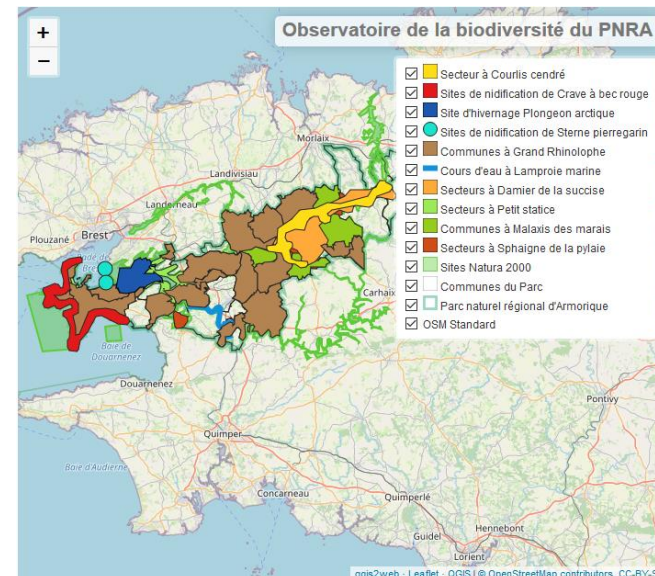 +
−
Observatoire de la biodiversité du PNRA
Secteur à Courlis cendré
Sites de nidification de Crave à bec rouge
Site d'hivernage Plongeon arctique
Sites de nidification de Sterne pierregarin
Communes à Grand Rhinolophe
Cours d'eau à Lamproie marine
Secteurs à Damier de la succise
Secteurs à Petit statice
Communes à Malaxis des marais
Secteurs à Sphaigne de la pylaie
Sites Natura 2000
Communes du Parc
Parc naturel régional d'Armorique
OSM Standard
Morlaix
Landivisiau
Landerneau
Plouzané
Brest
Carhaix
Baie de
Douarnenez
Douarnenez
Pontivy
Quimper
Baie d'Audierne
Concarneau
Quimperlé
Hennebont
Guidel
Lorient
qgis2web · Leaflet · QGIS | © OpenStreetMap contributors, CC-BY-S